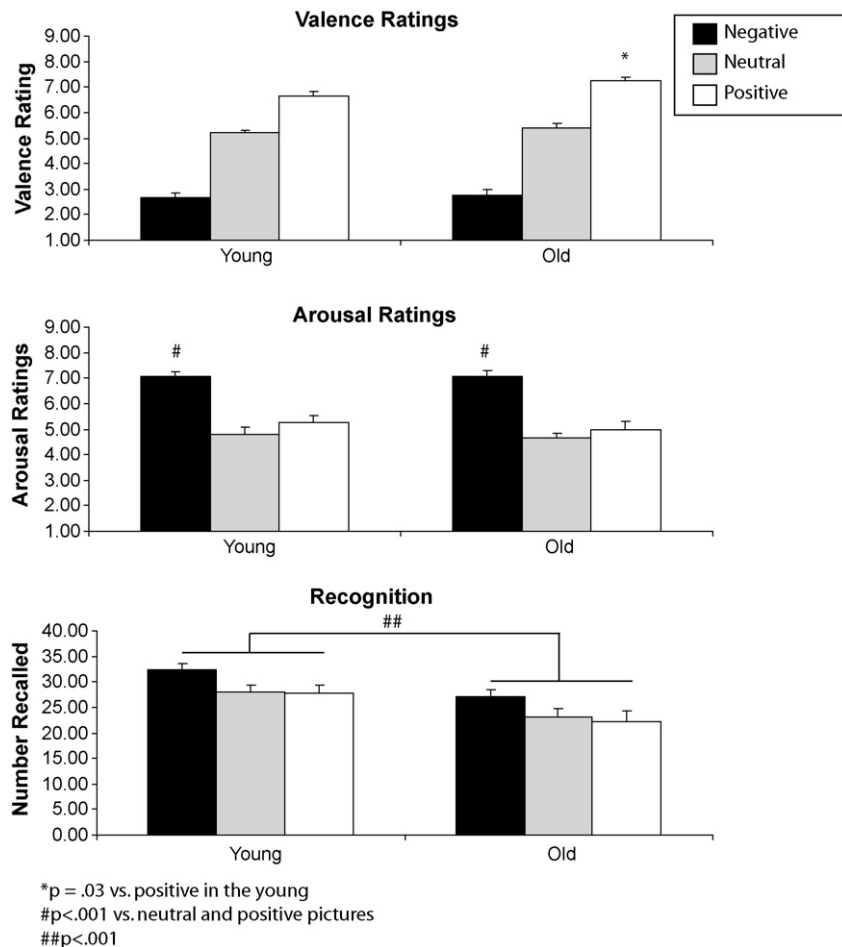 Valence Ratings
Negative
Neutral
Positive
Valence Rating
9.00
8.00
7.00
6.00
5.00
4.00
3.00
2.00
1.00
*
Young
Old
Arousal Ratings
Arousal Ratings
9.00
8.00
7.00
6.00
5.00
4.00
3.00
2.00
1.00
#
#
Young
Old
Recognition
##
Number Recalled
40.00
35.00
30.00
25.00
20.00
15.00
10.00
5.00
0.00
Young
Old
*p = .03 vs. positive in the young
#p<.001 vs. neutral and positive pictures
##p<.001